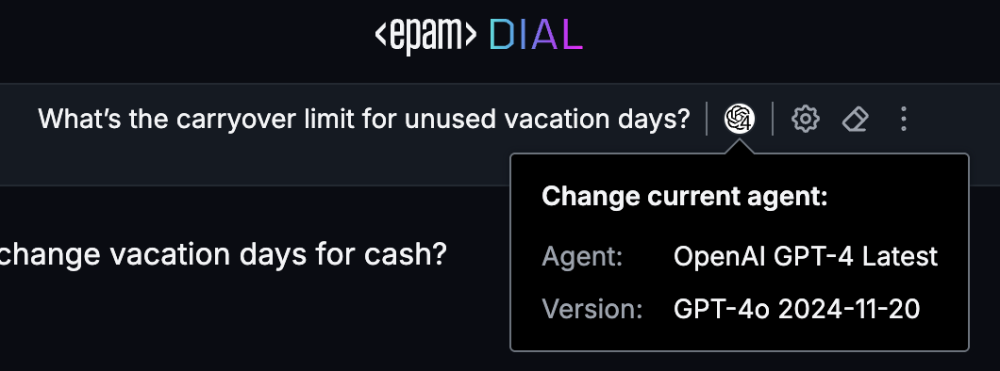 <epam> DIAL
What's the carryover limit for unused vacation days?
Change current agent:
change vacation days for cash?
Agent: OpenAI GPT-4 Latest
Version: GPT-4o 2024-11-20